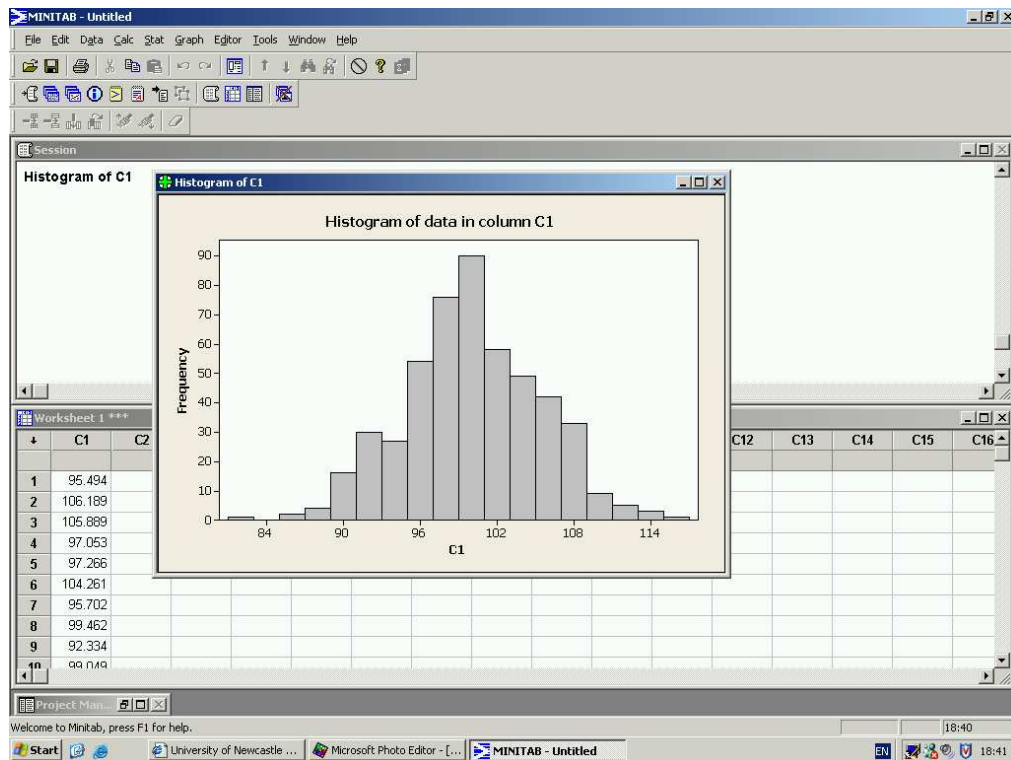 MINITAB - Untitled
File Edit Data Calc Stat Graph Editor Tools Window Help
Session
Histogram of C1
Histogram of C1
Histogram of data in column C1
Frequency
90
80
70
60
50
40
30
20
10
0
84 90 96 102 108 114
C1
Worksheet 1 ***
C1 C2 C12 C13 C14 C15 C16
1 95.494
2 106.189
3 105.889
4 97.053
5 97.266
6 104.261
7 95.702
8 99.462
9 92.334
10 99.049
Project Man...
Welcome to Minitab, press F1 for help. 18:40
Start University of Newcastle ... Microsoft Photo Editor - [... MINITAB - Untitled EN 18:41